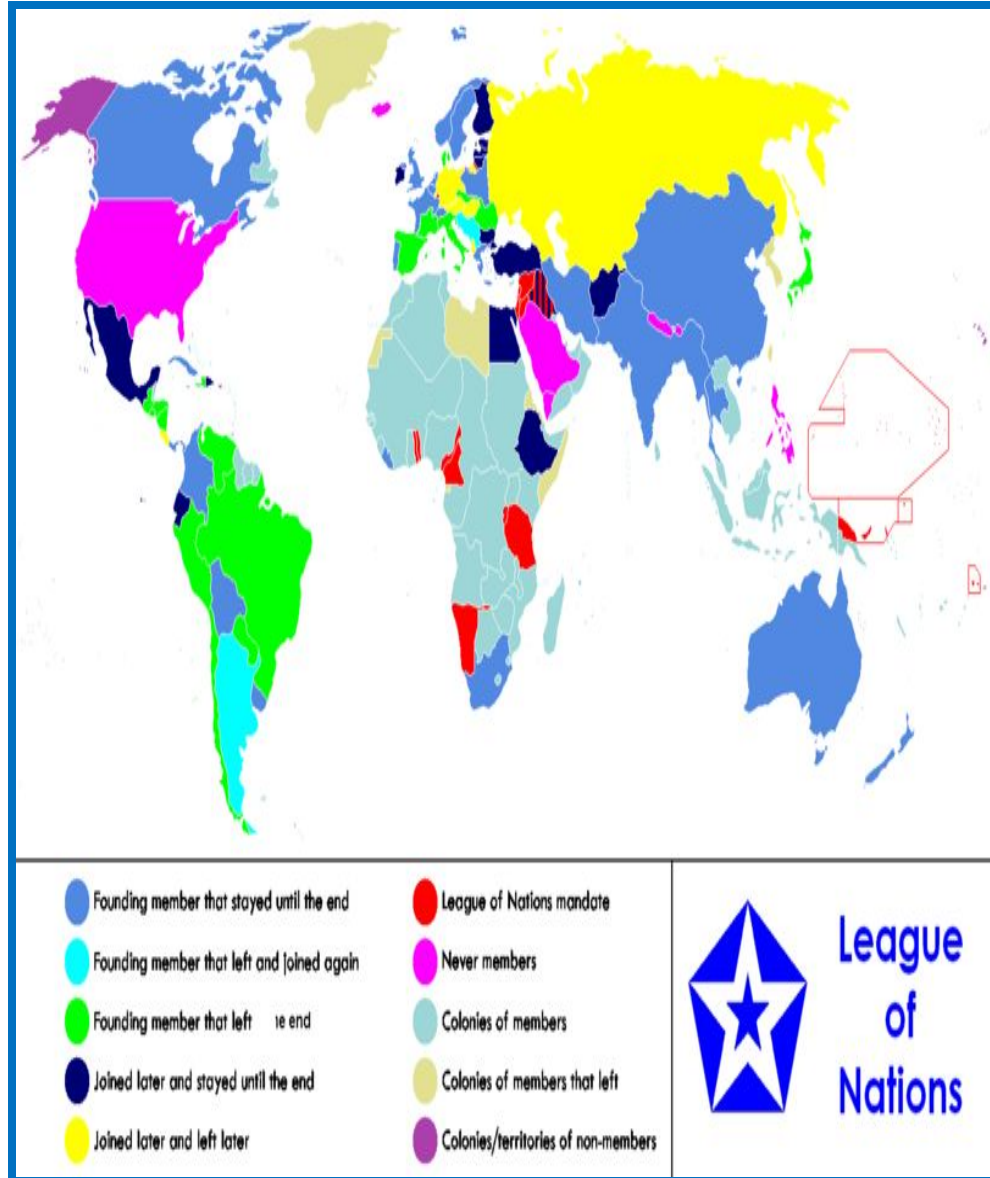 Founding member that stayed until the end
Founding member that left and joined again
Founding member that left he end
Joined later and stayed until the end
Joined later and left later
League of Nations mandate
Never members
Colonies of members
Colonies of members that left
Colonies/territories of non-members
League
of
Nations